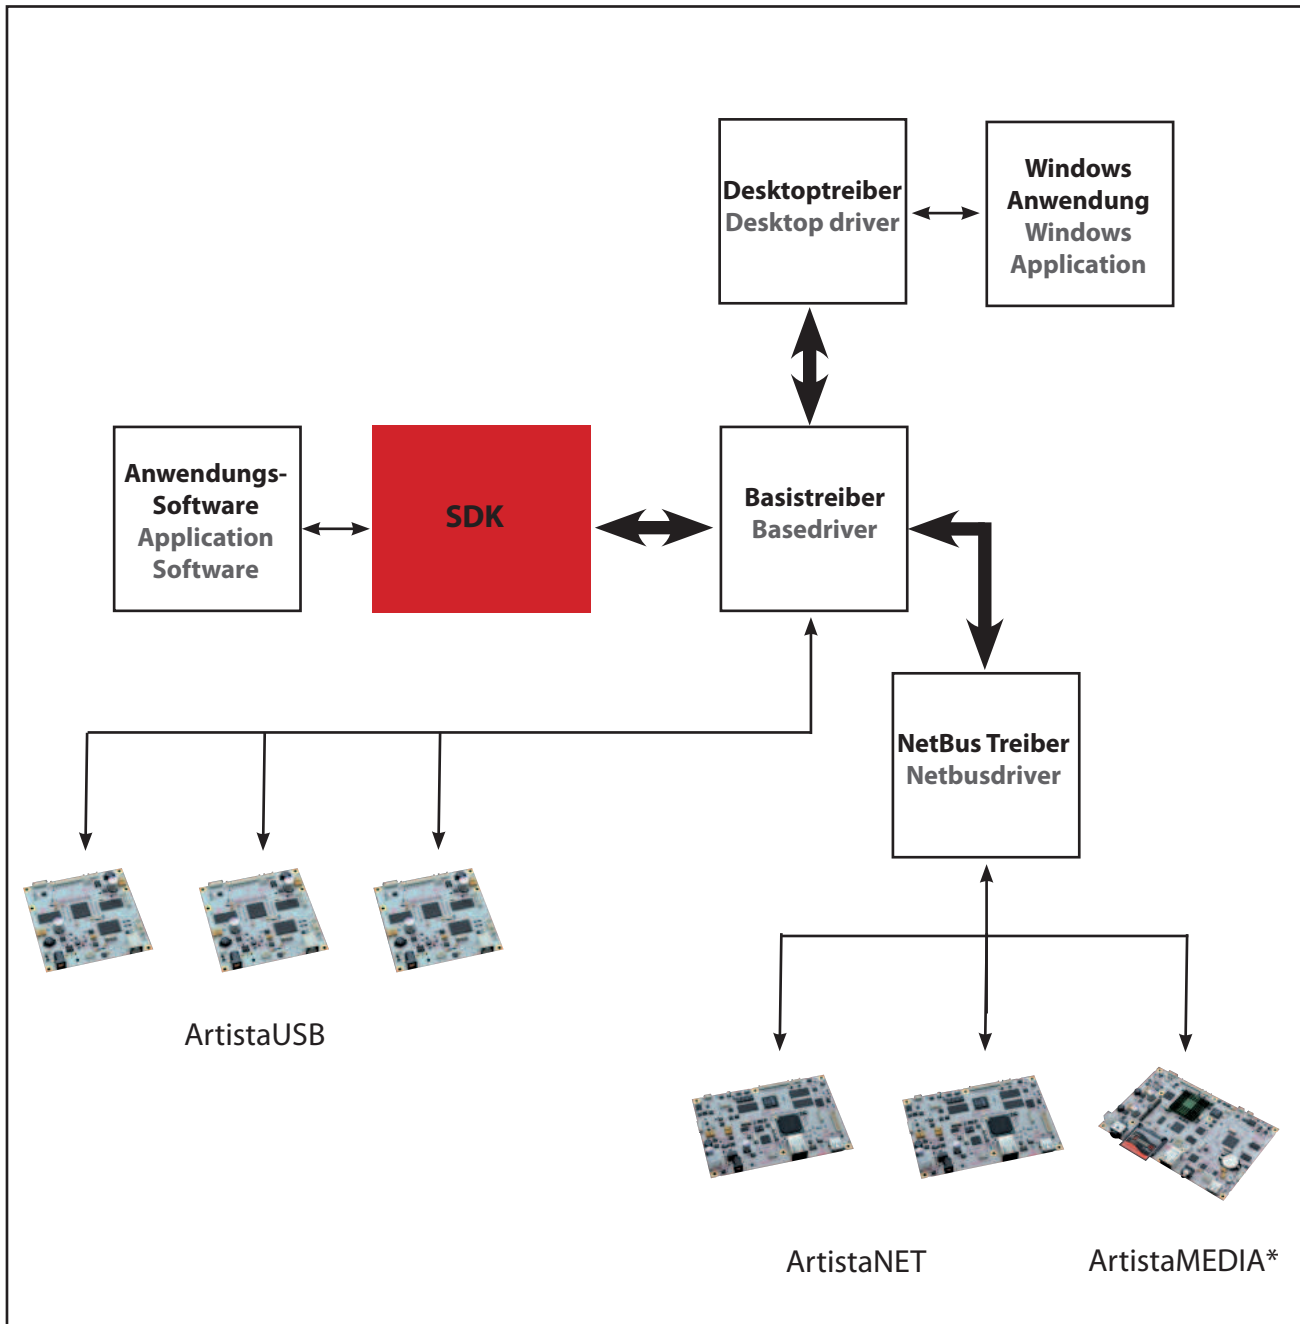 Desktoptreiber
Desktop driver
Windows
Anwendung
Windows
Application
Anwendungs-
Software
Application
Software
SDK
Basistreiber
Basedriver
NetBus Treiber
Netbusdriver
ArtistaUSB
ArtistaNET
ArtistaMEDIA*